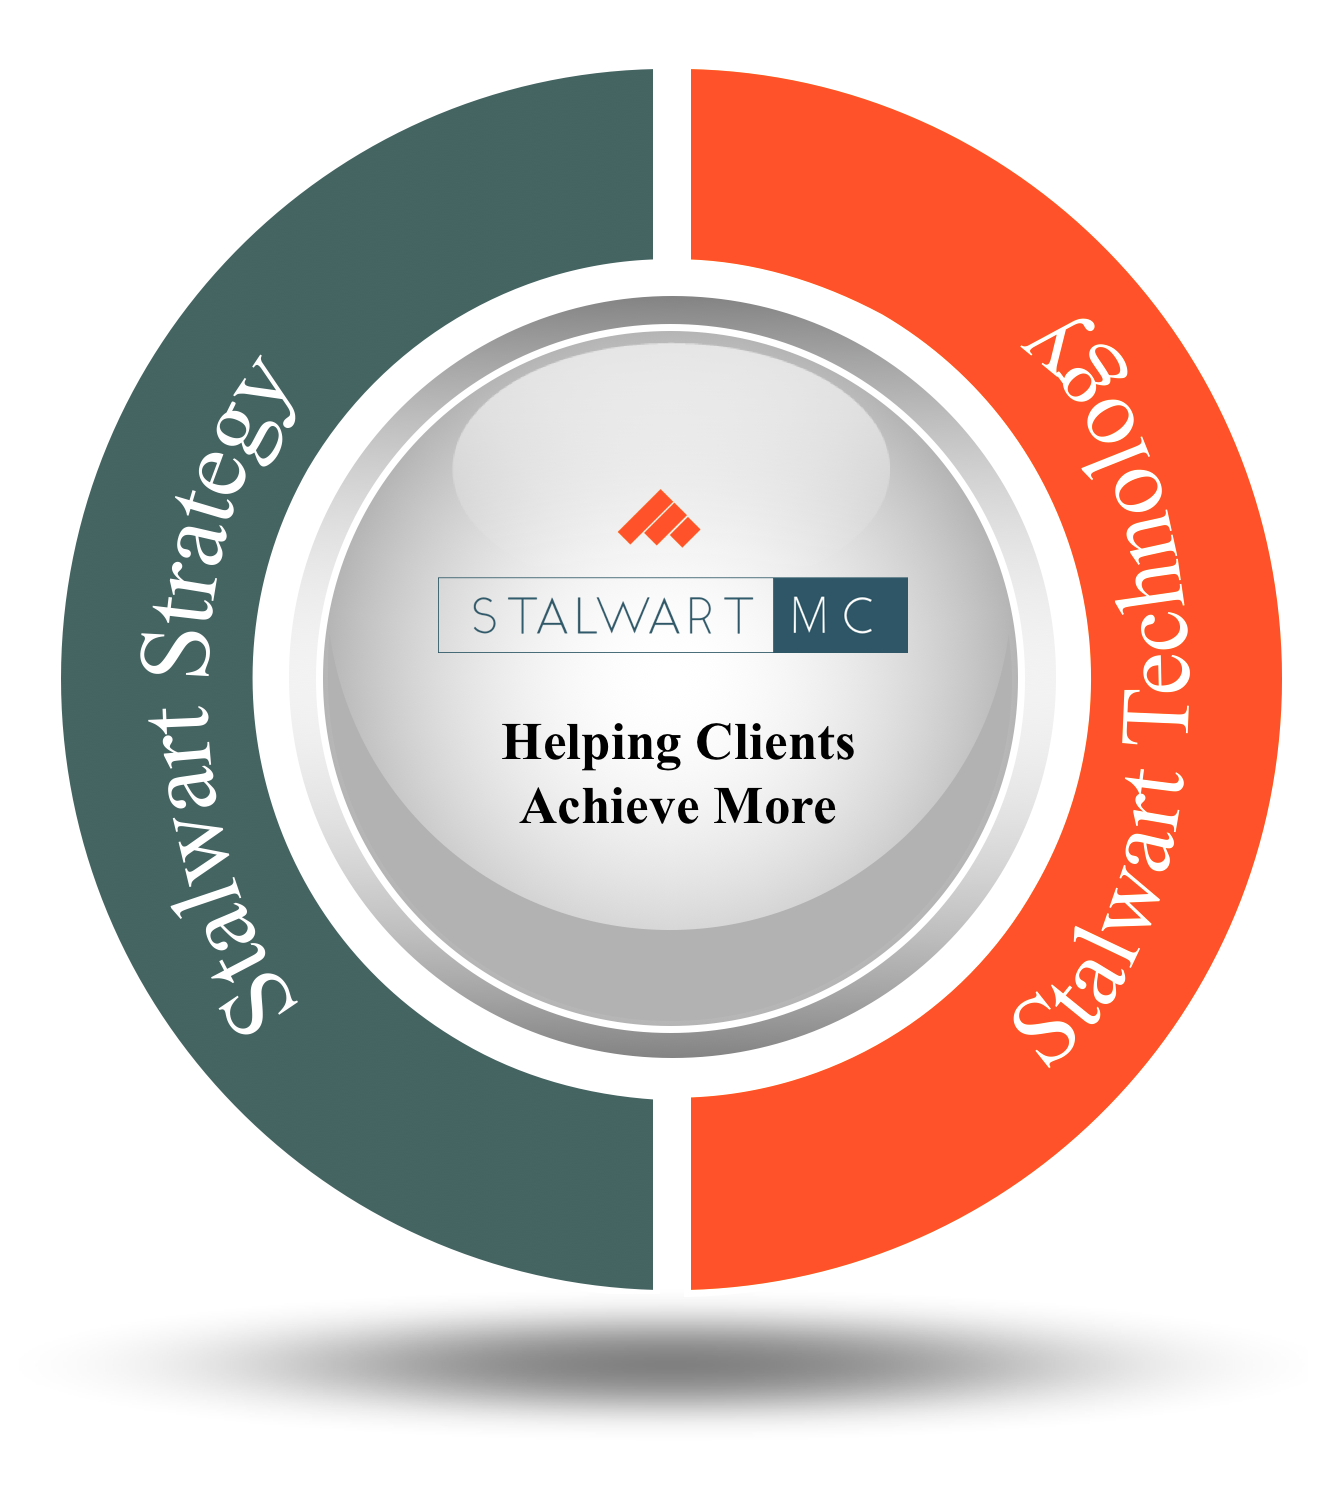 Stalwart Strategy
Stalwart Technology
STALWART MC
Helping Clients
Achieve More